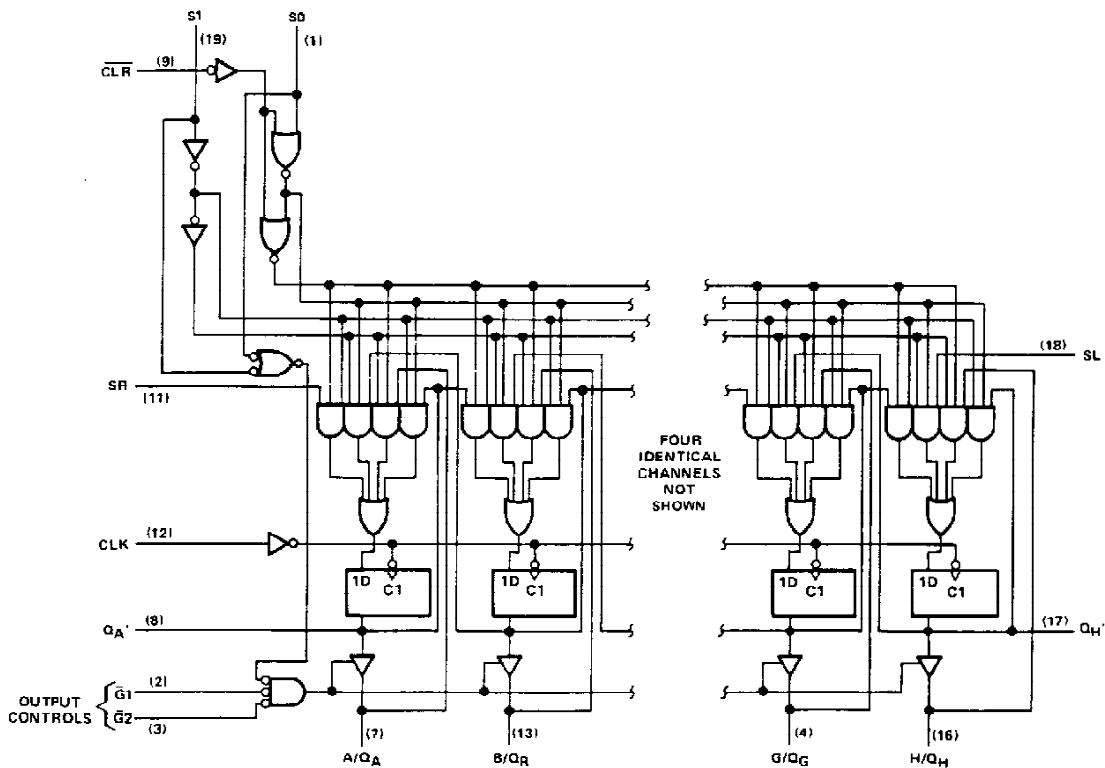 S1
S0
(19)
(1)
CLR
(9)
(18)
SL
SR
(11)
FOUR
IDENTICAL
CHANNELS
NOT
SHOWN
CLK
(12)
1D
C1
1D
C1
1D
C1
1D
C1
QA'
(8)
(17)
QH'
OUTPUT
CONTROLS
G1
(2)
G2
(3)
(7)
(13)
(4)
(16)
A/QA
B/QR
G/QG
H/QH